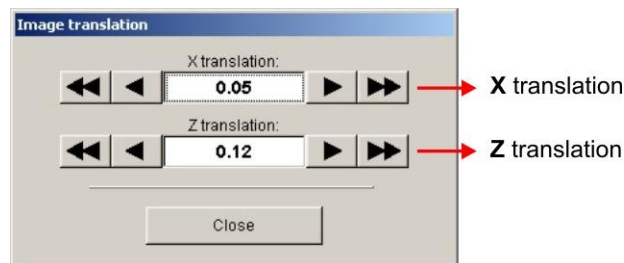 Image translation
X translation:
0.05
X translation
Z translation:
0.12
Z translation
Close